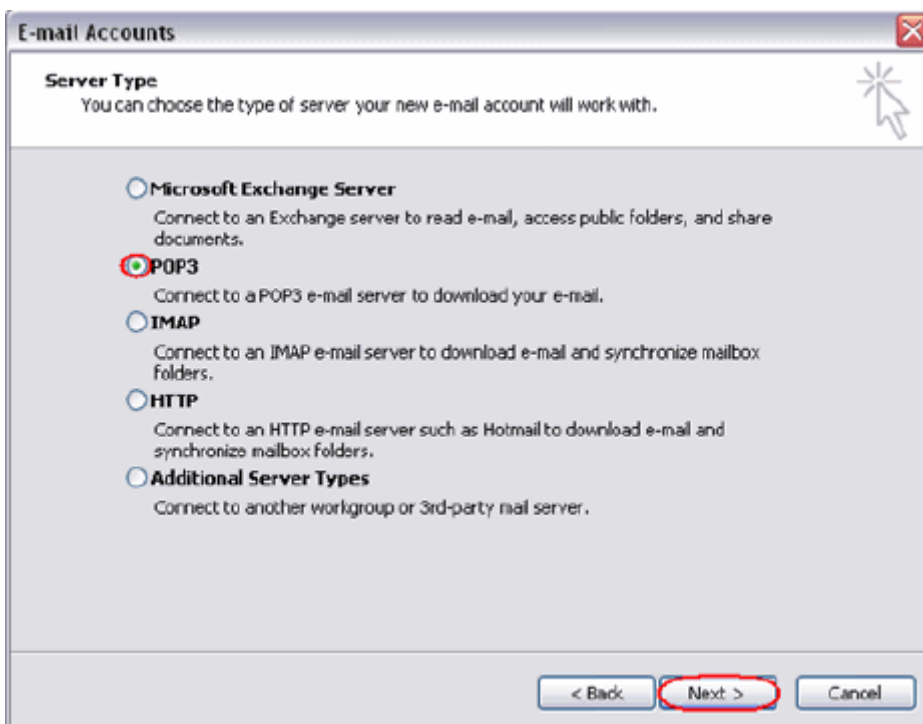 E-mail Accounts
Server Type
You can choose the type of server your new e-mail account will work with.
Microsoft Exchange Server
Connect to an Exchange server to read e-mail, access public folders, and share
documents.
POP3
Connect to a POP3 e-mail server to download your e-mail.
IMAP
Connect to an IMAP e-mail server to download e-mail and synchronize mailbox
folders.
HTTP
Connect to an HTTP e-mail server such as Hotmail to download e-mail and
synchronize mailbox folders.
Additional Server Types
Connect to another workgroup or 3rd-party mail server.
< Back
Next >
Cancel